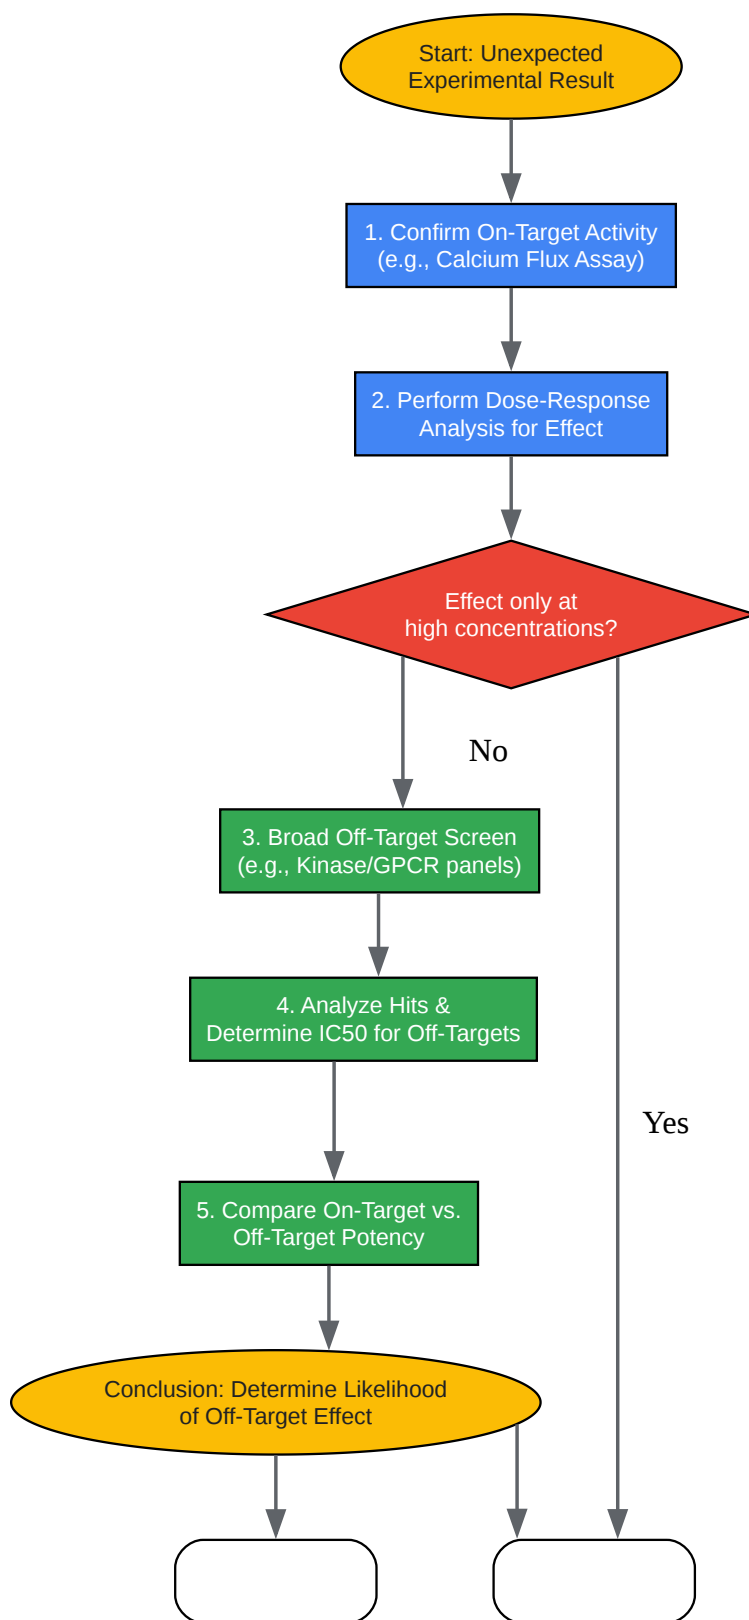 Start: Unexpected
Experimental Result
1. Confirm On-Target Activity
(e.g., Calcium Flux Assay)
2. Perform Dose-Response
Analysis for Effect
Effect only at
high concentrations?
No
3. Broad Off-Target Screen
(e.g., Kinase/GPCR panels)
4. Analyze Hits &
Determine IC50 for Off-Targets
Yes
5. Compare On-Target vs.
Off-Target Potency
Conclusion: Determine Likelihood
of Off-Target Effect